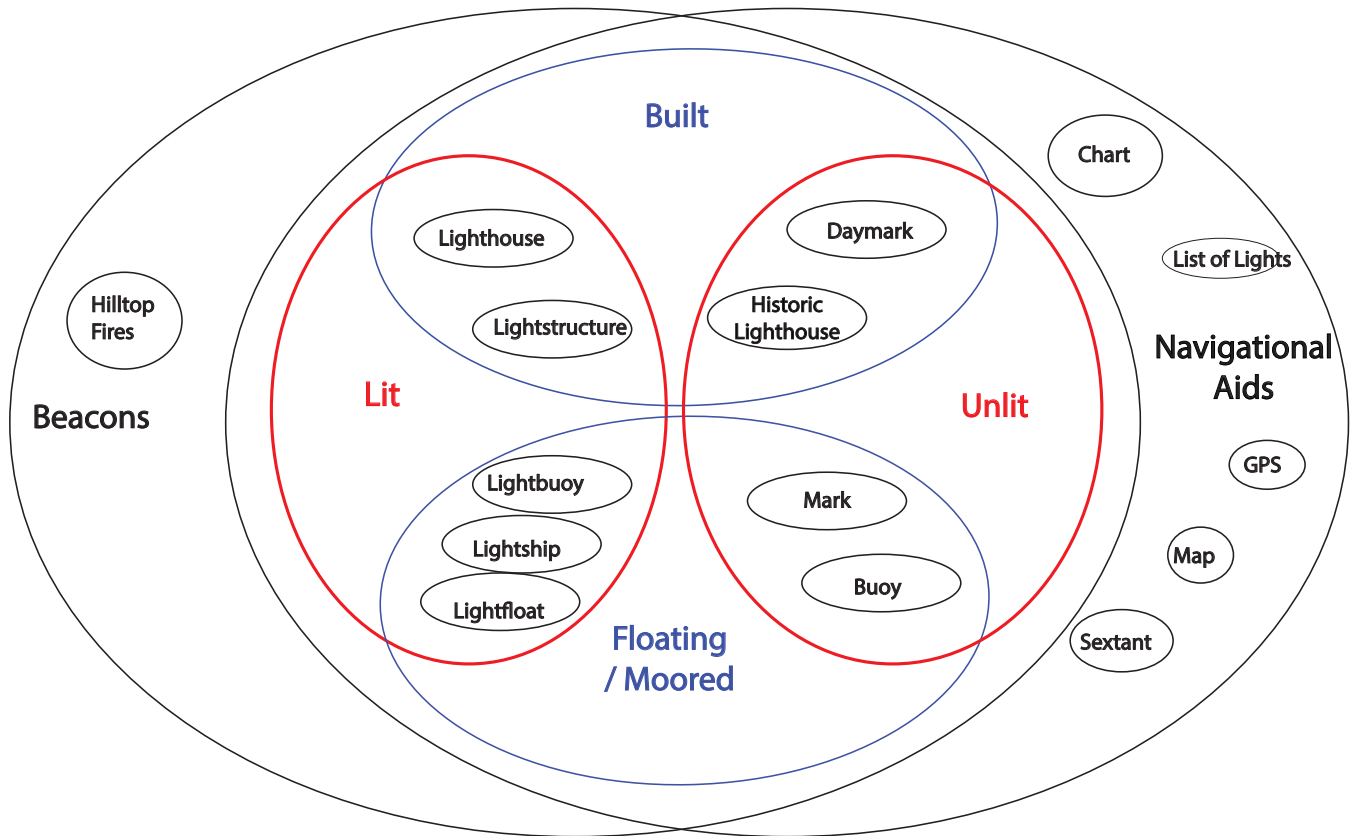 Built
Chart
Lighthouse
Daymark
List of Lights
Hilltop
Fires
Lightstructure
Historic
Lighthouse
Navigational
Aids
Lit
Unlit
Beacons
Lightbuoy
Mark
GPS
Lightship
Map
Lightfloat
Buoy
Floating
/ Moored
Sextant